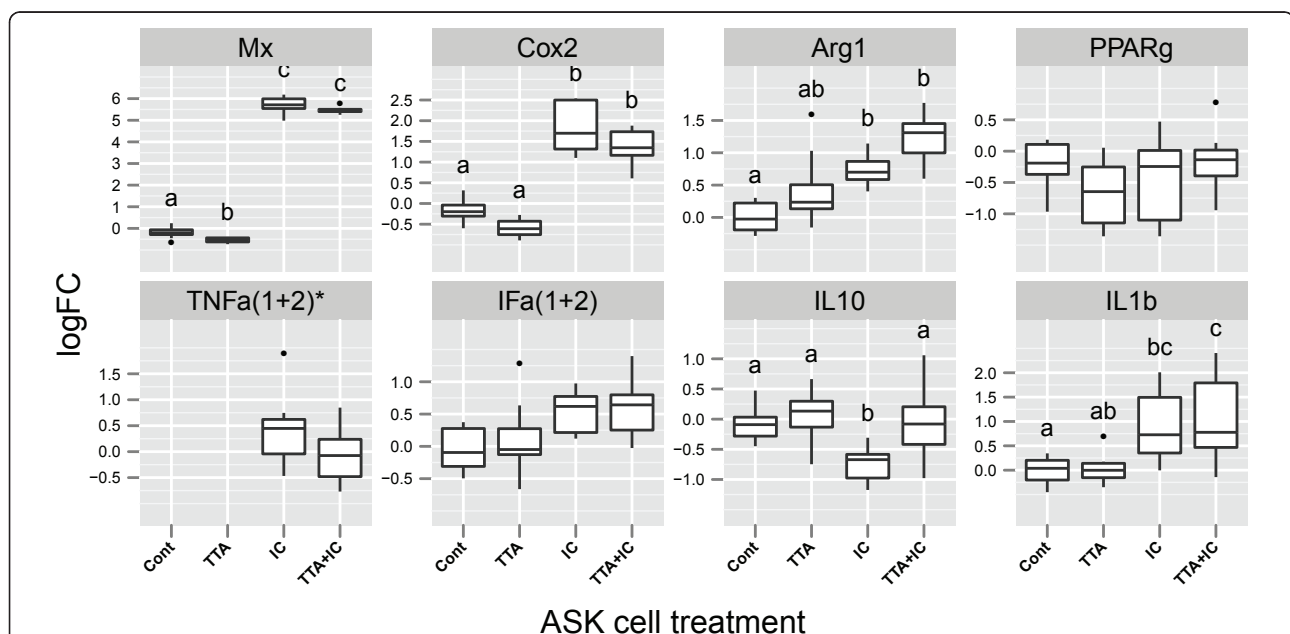 Mx Cox2 Arg1 PPARg
c c b b ab b b
6 5 4 3 2 1 0
a b
2.5 2.0 1.5 1.0 0.5 0.0 −0.5
a a
1.5 1.0 0.5 0.0
a
0.5 0.0 −0.5 −1.0
logFC
TNFa(1+2)* IFa(1+2) IL10 IL1b
1.5 1.0 0.5 0.0 −0.5
1.0 0.5 0.0 −0.5
1.0 0.5 0.0 −0.5 −1.0
a a b a
2.0 1.5 1.0 0.5 0.0
a ab bc c
Cont TTA IC TTA+IC Cont TTA IC TTA+IC Cont TTA IC TTA+IC Cont TTA IC TTA+IC
ASK cell treatment